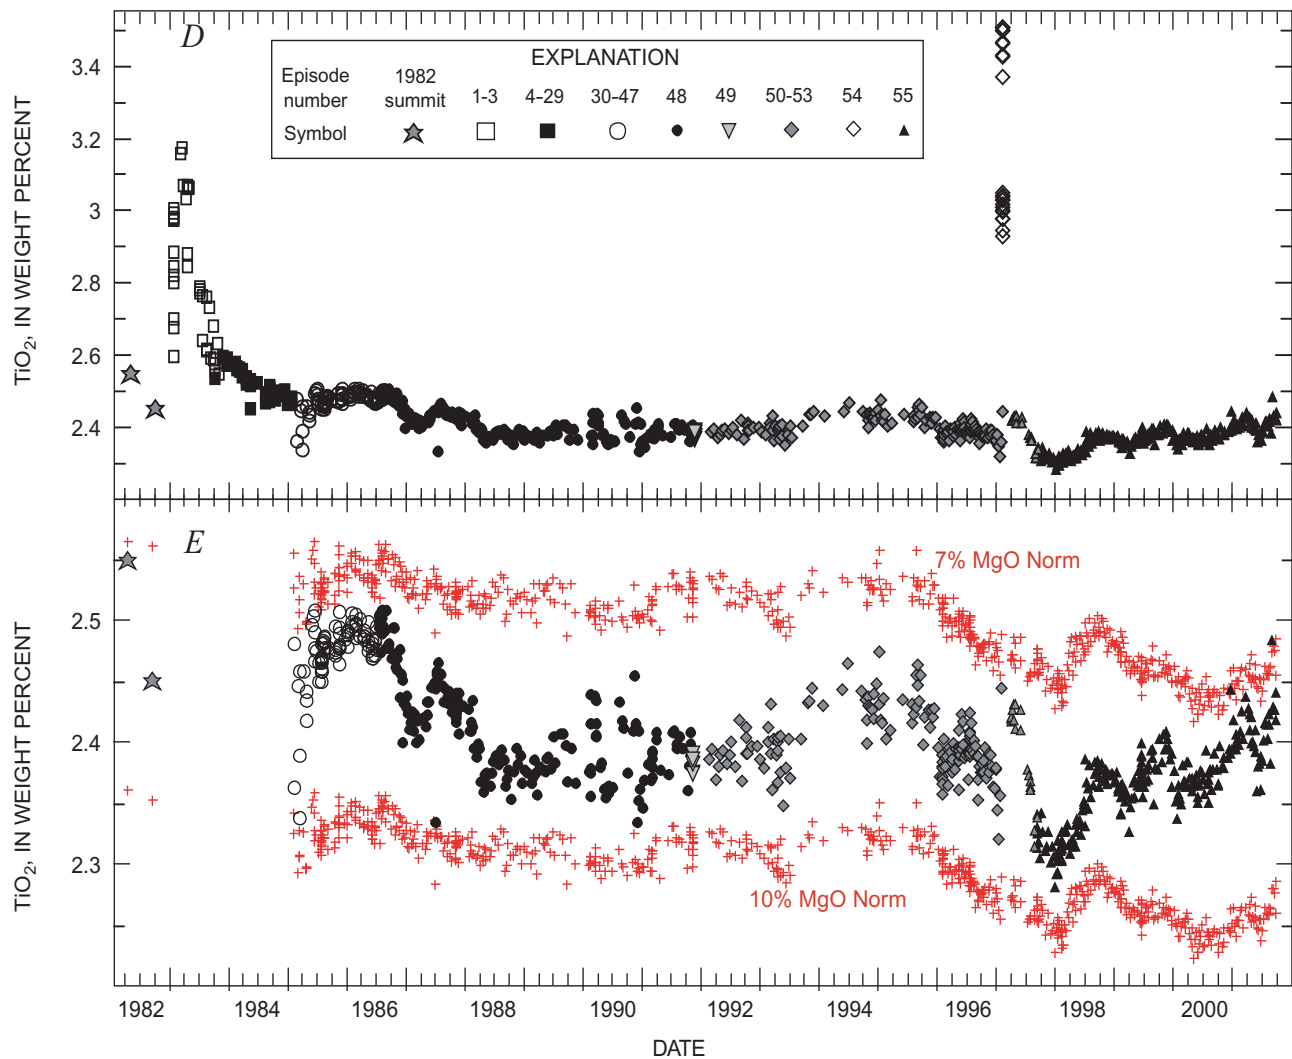 D
EXPLANATION
Episode number 1982 summit 1-3 4-29 30-47 48 49 50-53 54 55
Symbol
3.4
3.2
3
2.8
2.6
2.4
TiO2, IN WEIGHT PERCENT
E
7% MgO Norm
10% MgO Norm
2.5
2.4
2.3
TiO2, IN WEIGHT PERCENT
1982 1984 1986 1988 1990 1992 1994 1996 1998 2000
DATE